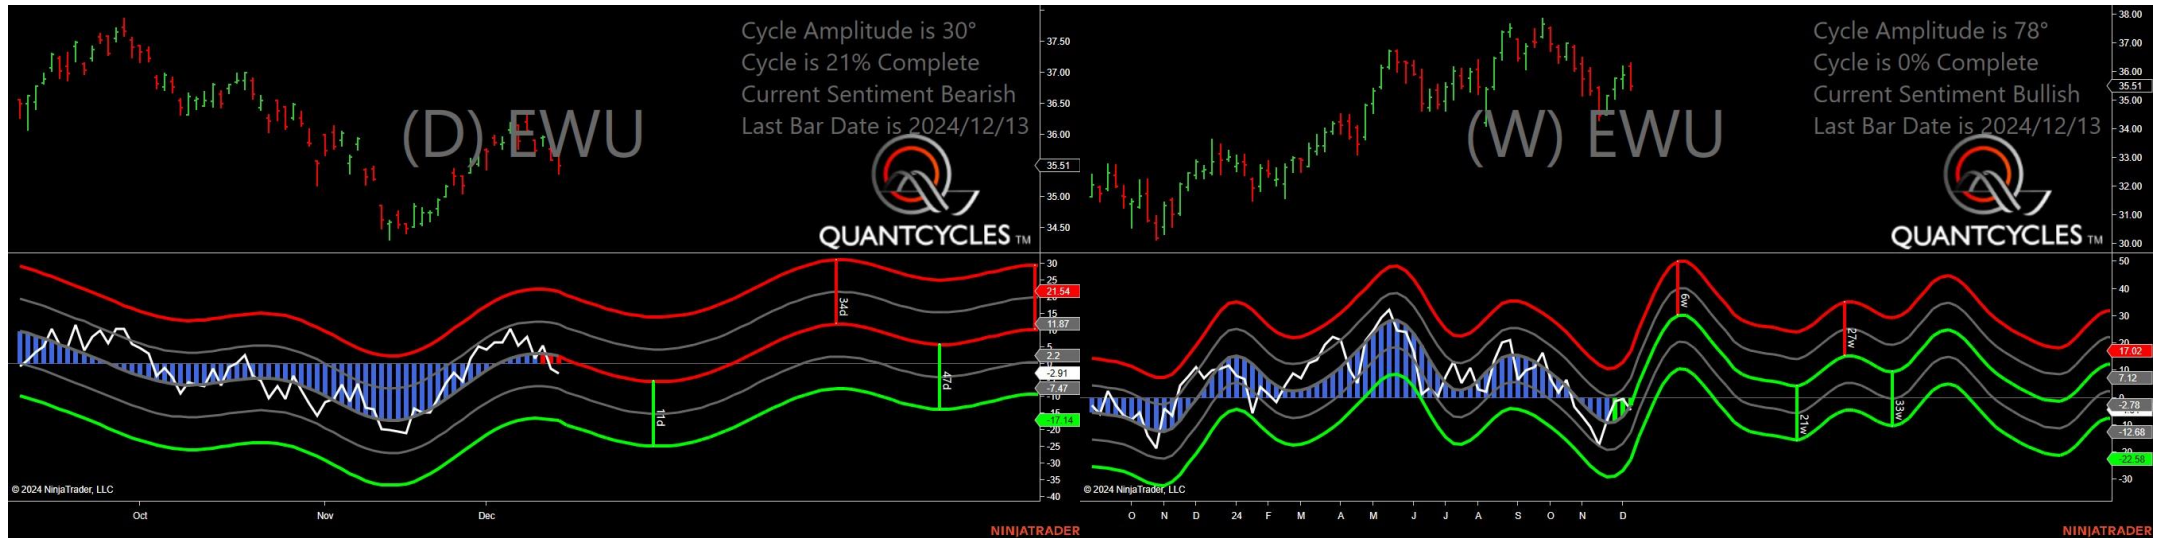 Cycle Amplitude is 30°
Cycle is 21% Complete
Current Sentiment Bearish
Last Bar Date is 2024/12/13
(D) EWU
QUANTCYCLES TM
37.50
37.00
36.50
36.00
35.51
35.00
34.50
30
25
21.54
15
11.87
5
2.2
-2.91
-7.47
-10
-15
-17.14
-20
-25
-30
-35
-40
34d
11d
47d
© 2024 NinjaTrader, LLC
Oct
Nov
Dec
NINJATRADER
Cycle Amplitude is 78°
Cycle is 0% Complete
Current Sentiment Bullish
Last Bar Date is 2024/12/13
(W) EWU
QUANTCYCLES TM
38.00
37.00
36.00
35.51
35.00
34.00
33.00
32.00
31.00
30.00
50
40
30
20
17.02
10
7.12
0
-2.78
-12.68
-22.58
-30
6w
27w
21w
33w
© 2024 NinjaTrader, LLC
O N D 24 F M A M J J A S O N D
NINJATRADER